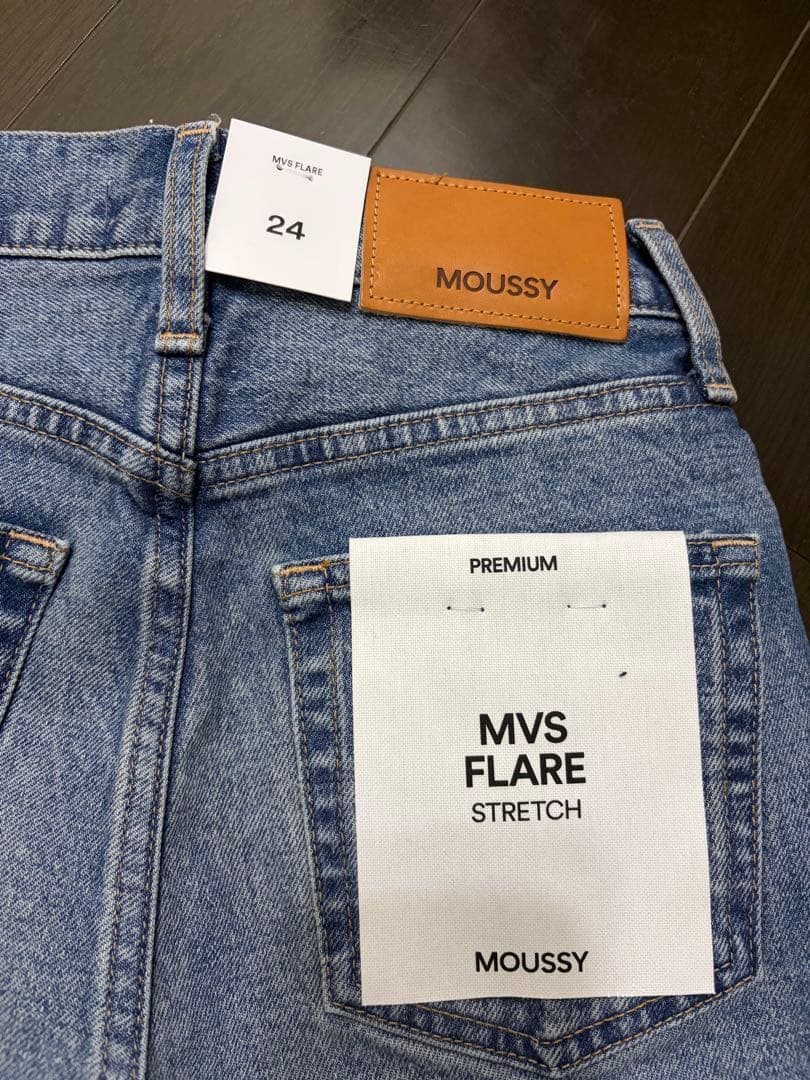 MVS FLARE
24
MOUSSY
PREMIUM
MVS
FLARE
STRETCH
MOUSSY